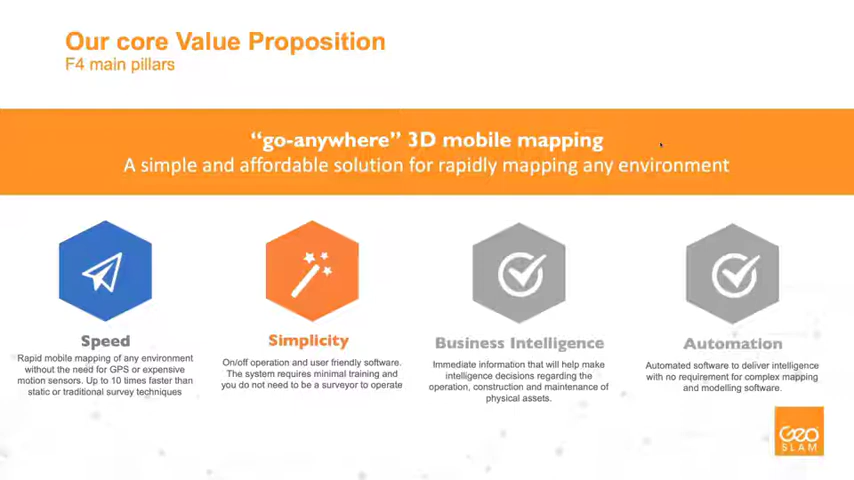 Our core Value Proposition
F4 main pillars
“go-anywhere” 3D mobile mapping
A simple and affordable solution for rapidly mapping any environment
Speed
Rapid mobile mapping of any environment
without the need for GPS or expensive
motion sensors. Up to 10 times faster than
static or traditional survey techniques
Simplicity
On/off operation and user friendly software.
The system requires minimal training and
you do not need to be a surveyor to operate
Business Intelligence
Immediate information that will help make
intelligence decisions regarding the
operation, construction and maintenance of
physical assets.
Automation
Automated software to deliver intelligence
with no requirement for complex mapping
and modelling software.
GEO
SLAM